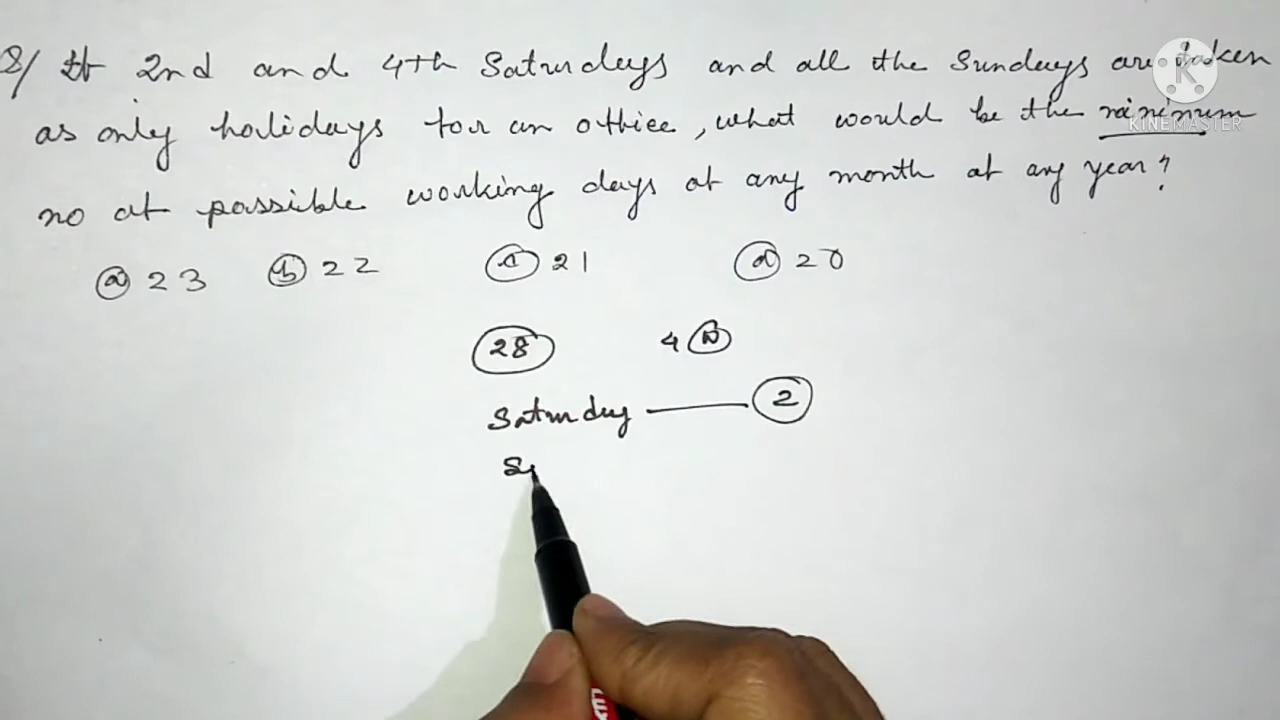 8/ If 2nd and 4th Saturdays and all the Sundays are taken
as only holidays for an office, what would be the minimum
no of possible working days of any month of any year?
(a) 23 (b) 22 (c) 21 (d) 20
28 4
Saturday — 2
Su
K
KINEMASTER